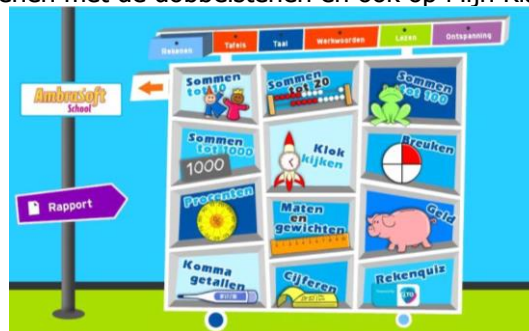 Rekenen
Tafels
Taal
Werkwoorden
Lezen
Ontspanning
Ambrasoft
School
Rapport
Sommen
tot 10
Sommen
tot 20
Sommen
tot 100
Sommen
tot 1000
1000
Klok
kijken
Breuken
Procenten
Maten
en
gewichten
Geld
Komma
getallen
Cijferen
Rekenquiz